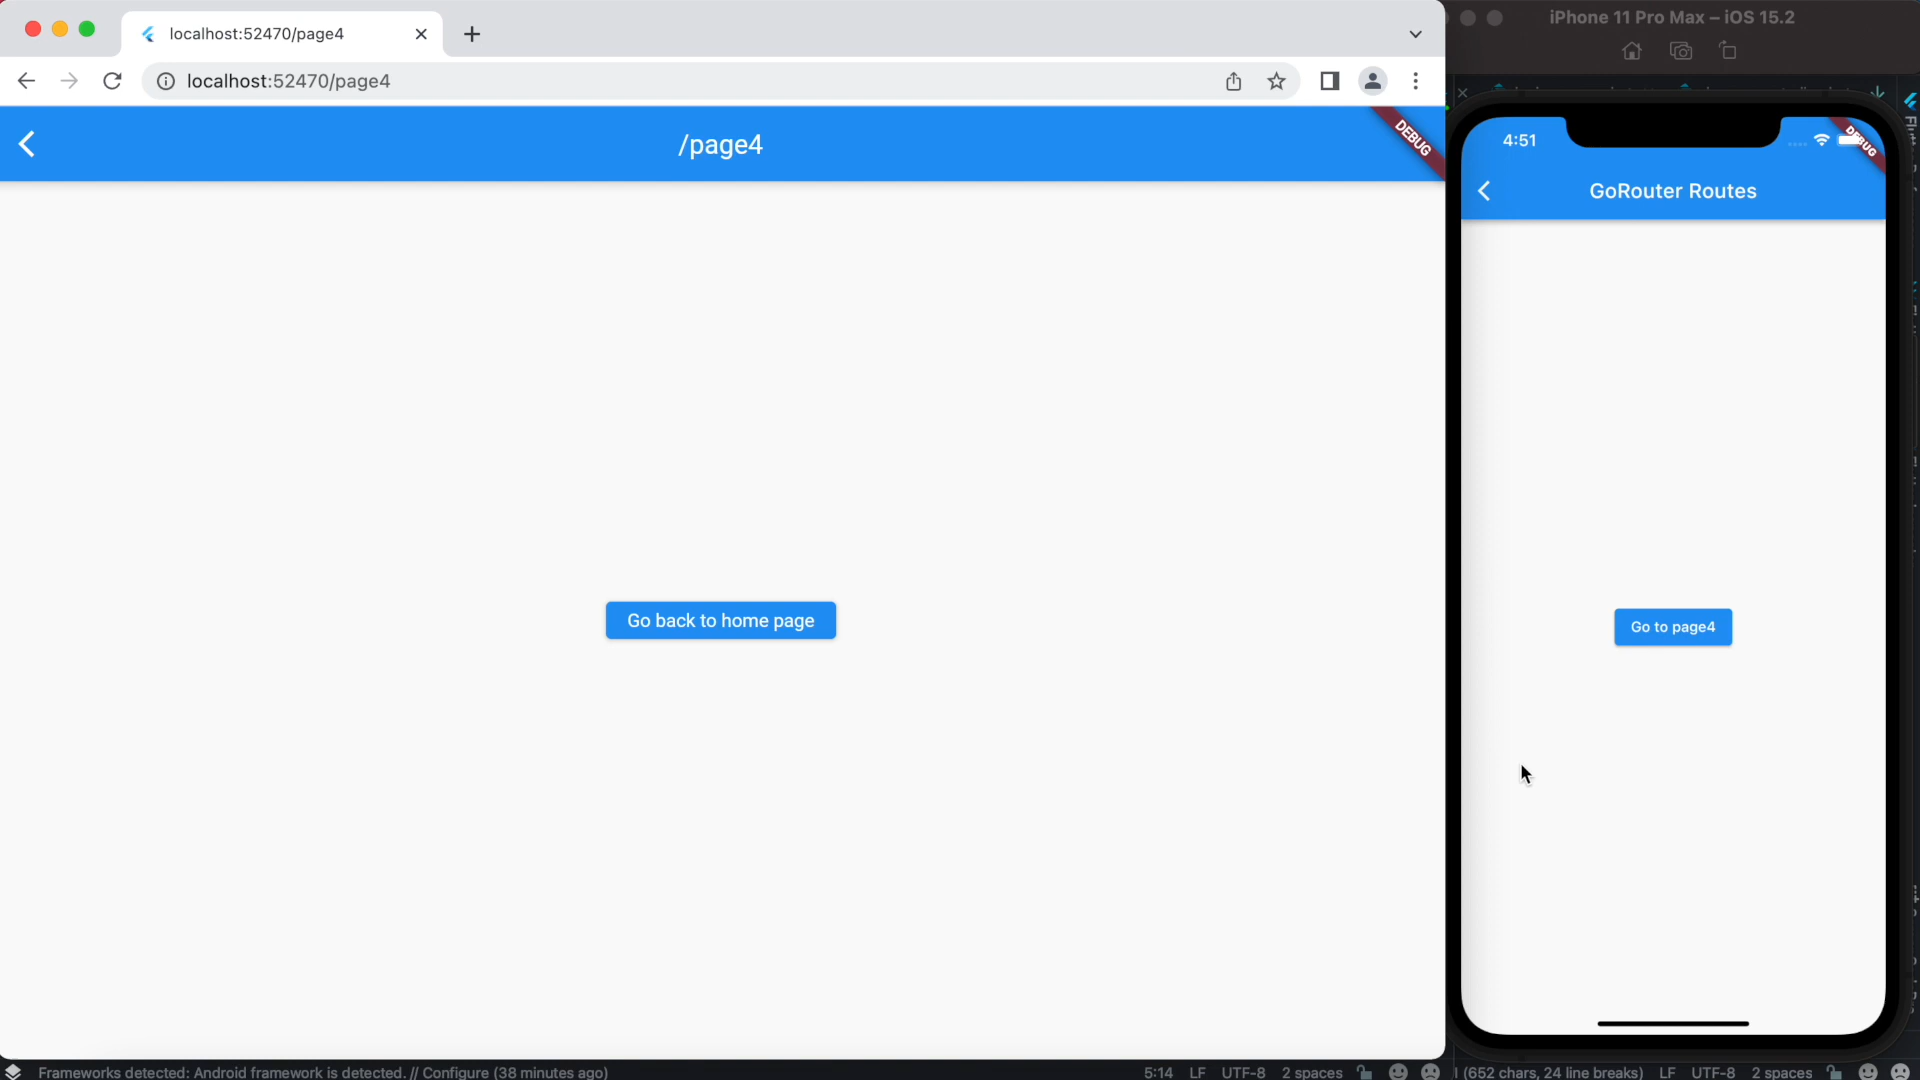 localhost:52470/page4
localhost:52470/page4
/page4
DEBUG
Go back to home page
Frameworks detected: Android framework is detected. // Configure (38 minutes ago)
5:14 LF UTF-8 2 spaces
iPhone 11 Pro Max – iOS 15.2
4:51
DEBUG
GoRouter Routes
Go to page4
(652 chars, 24 line breaks) LF UTF-8 2 spaces